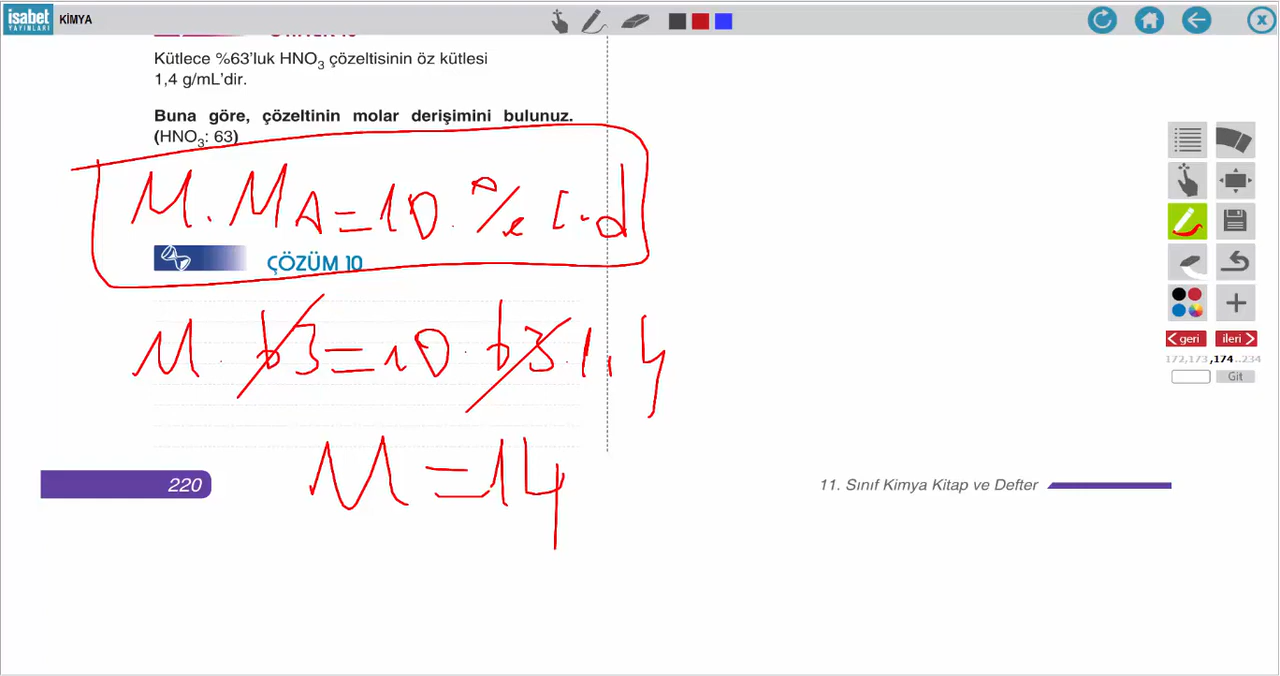 isabet
YAYINLARI
KİMYA
Kütlece %63'luk HNO₃ çözeltisinin öz kütlesi
1,4 g/mL'dir.
Buna göre, çözeltinin molar derişimini bulunuz.
(HNO₃: 63)
M. MA = 10 . % . d
ÇÖZÜM 10
M . 63 = 10 . 63 . 1,4
M = 14
220
11. Sınıf Kimya Kitap ve Defter
geri ileri
172,173,174..234
Git